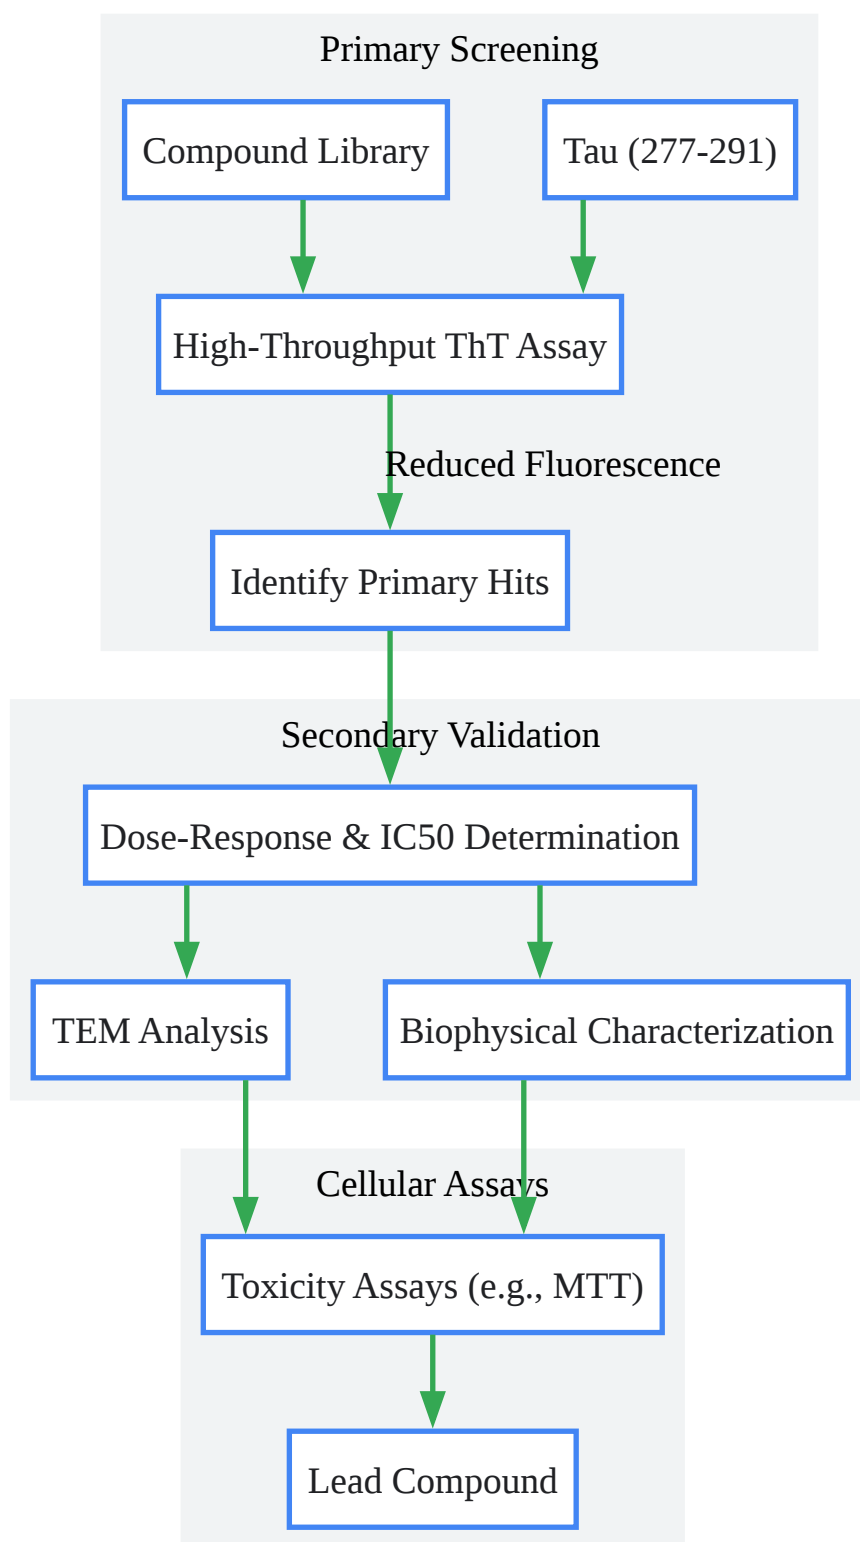 Primary Screening
Compound Library
Tau (277-291)
High-Throughput ThT Assay
Reduced Fluorescence
Identify Primary Hits
Secondary Validation
Dose-Response & IC50 Determination
TEM Analysis
Biophysical Characterization
Cellular Assays
Toxicity Assays (e.g., MTT)
Lead Compound